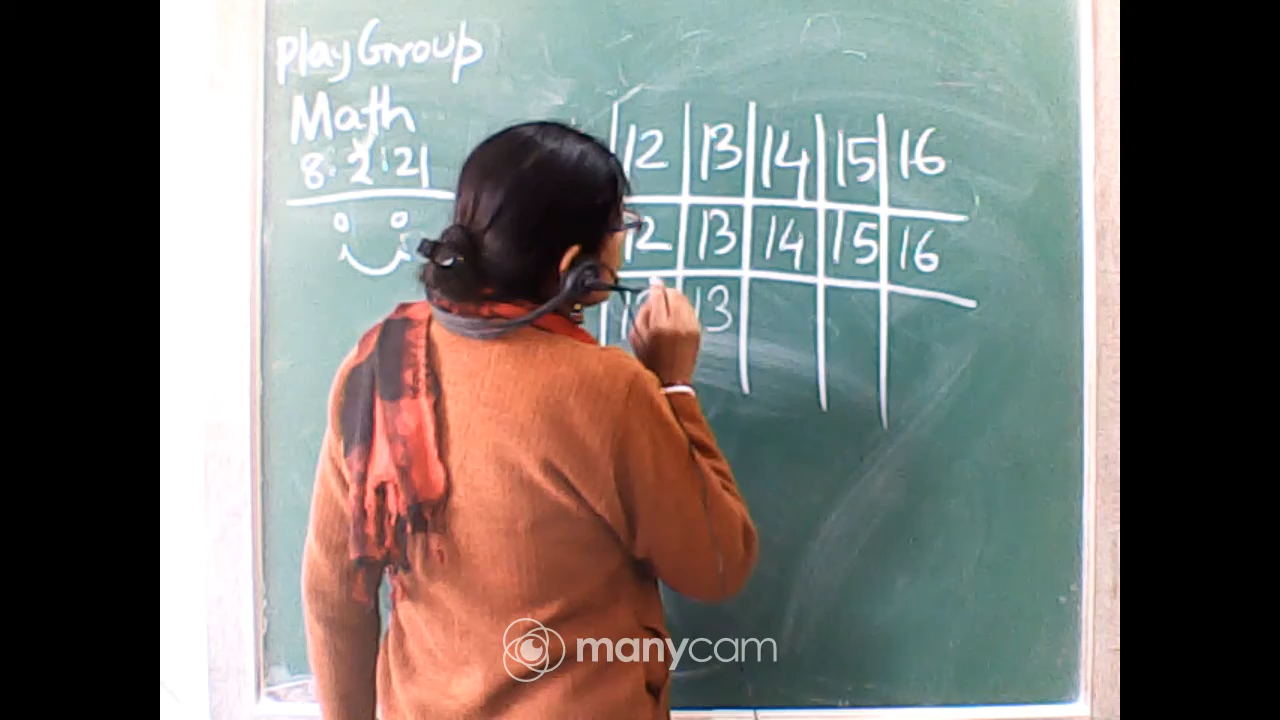 Play Group
Math
8:2:21
12 13 14 15 16
12 13 14 15 16
13
manycam